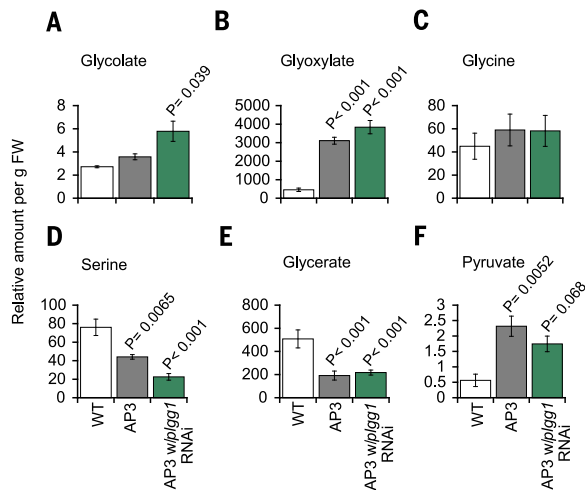 A
Glycolate
P= 0.039
8
6
4
2
0
B
Glyoxylate
P< 0.001
P< 0.001
5000
4000
3000
2000
1000
0
C
Glycine
80
60
40
20
0
Relative amount per g FW
D
Serine
P= 0.0065
P< 0.001
100
80
60
40
20
0
WT
AP3
AP3 w/plgg1
RNAi
E
Glycerate
P< 0.001
P< 0.001
800
600
400
200
0
WT
AP3
AP3 w/plgg1
RNAi
F
Pyruvate
P= 0.0052
P= 0.068
3
2.5
2
1.5
1
0.5
0
WT
AP3
AP3 w/plgg1
RNAi